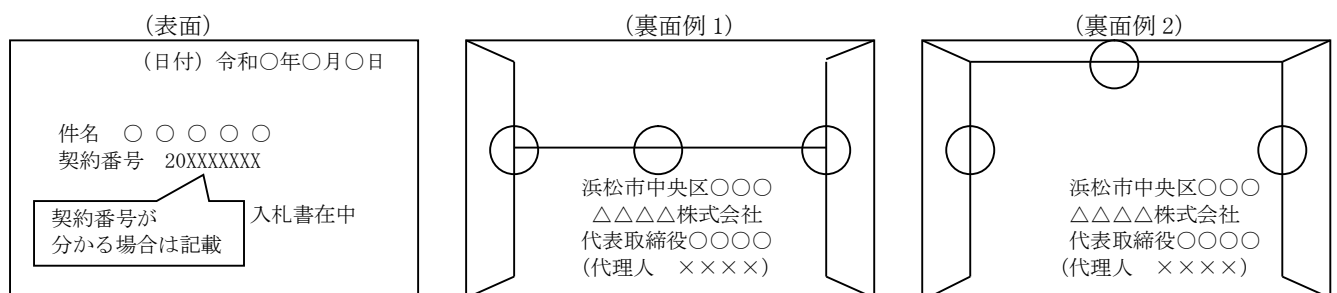 (表面)
(日付) 令和○年○月○日
件名 ○ ○ ○ ○ ○
契約番号 20XXXXXXX
契約番号が
分かる場合は記載
入札書在中
(裏面例 1)
浜松市中央区○○○
△△△△株式会社
代表取締役○○○○
(代理人 ××××)
(裏面例 2)
浜松市中央区○○○
△△△△株式会社
代表取締役○○○○
(代理人 ××××)